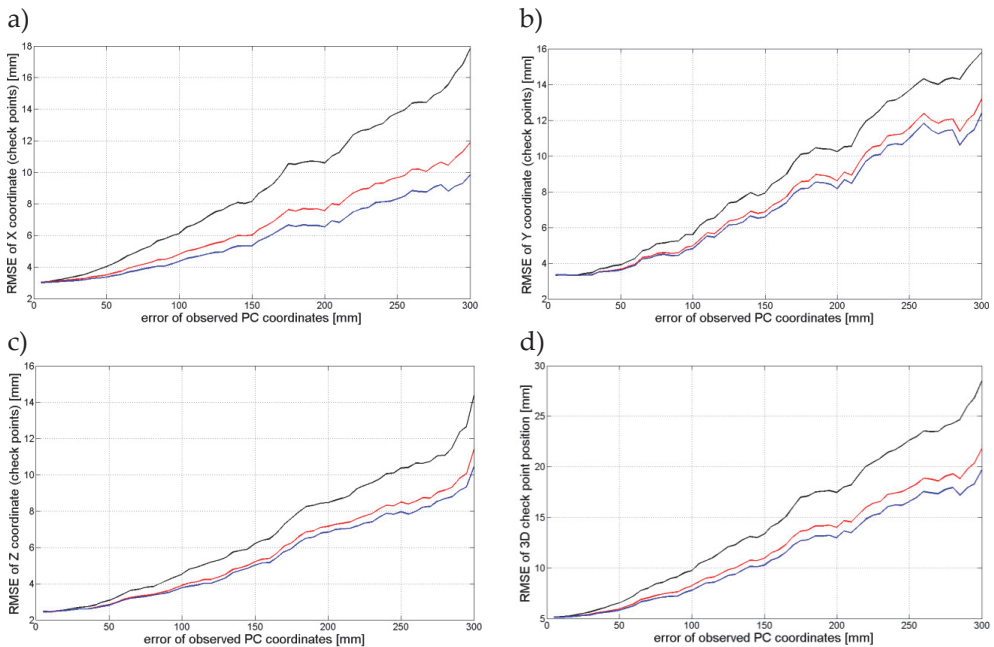 a)
18
16
14
12
10
8
6
4
2
0 50 100 150 200 250 300
RMSE of X coordinate (check points) [mm]
error of observed PC coordinates [mm]
b)
16
14
12
10
8
6
4
2
0 50 100 150 200 250 300
RMSE of Y coordinate (check points) [mm]
error of observed PC coordinates [mm]
c)
16
14
12
10
8
6
4
2
0 50 100 150 200 250 300
RMSE of Z coordinate (check points) [mm]
error of observed PC coordinates [mm]
d)
30
25
20
15
10
5
0 50 100 150 200 250 300
RMSE of 3D check point position [mm]
error of observed PC coordinates [mm]